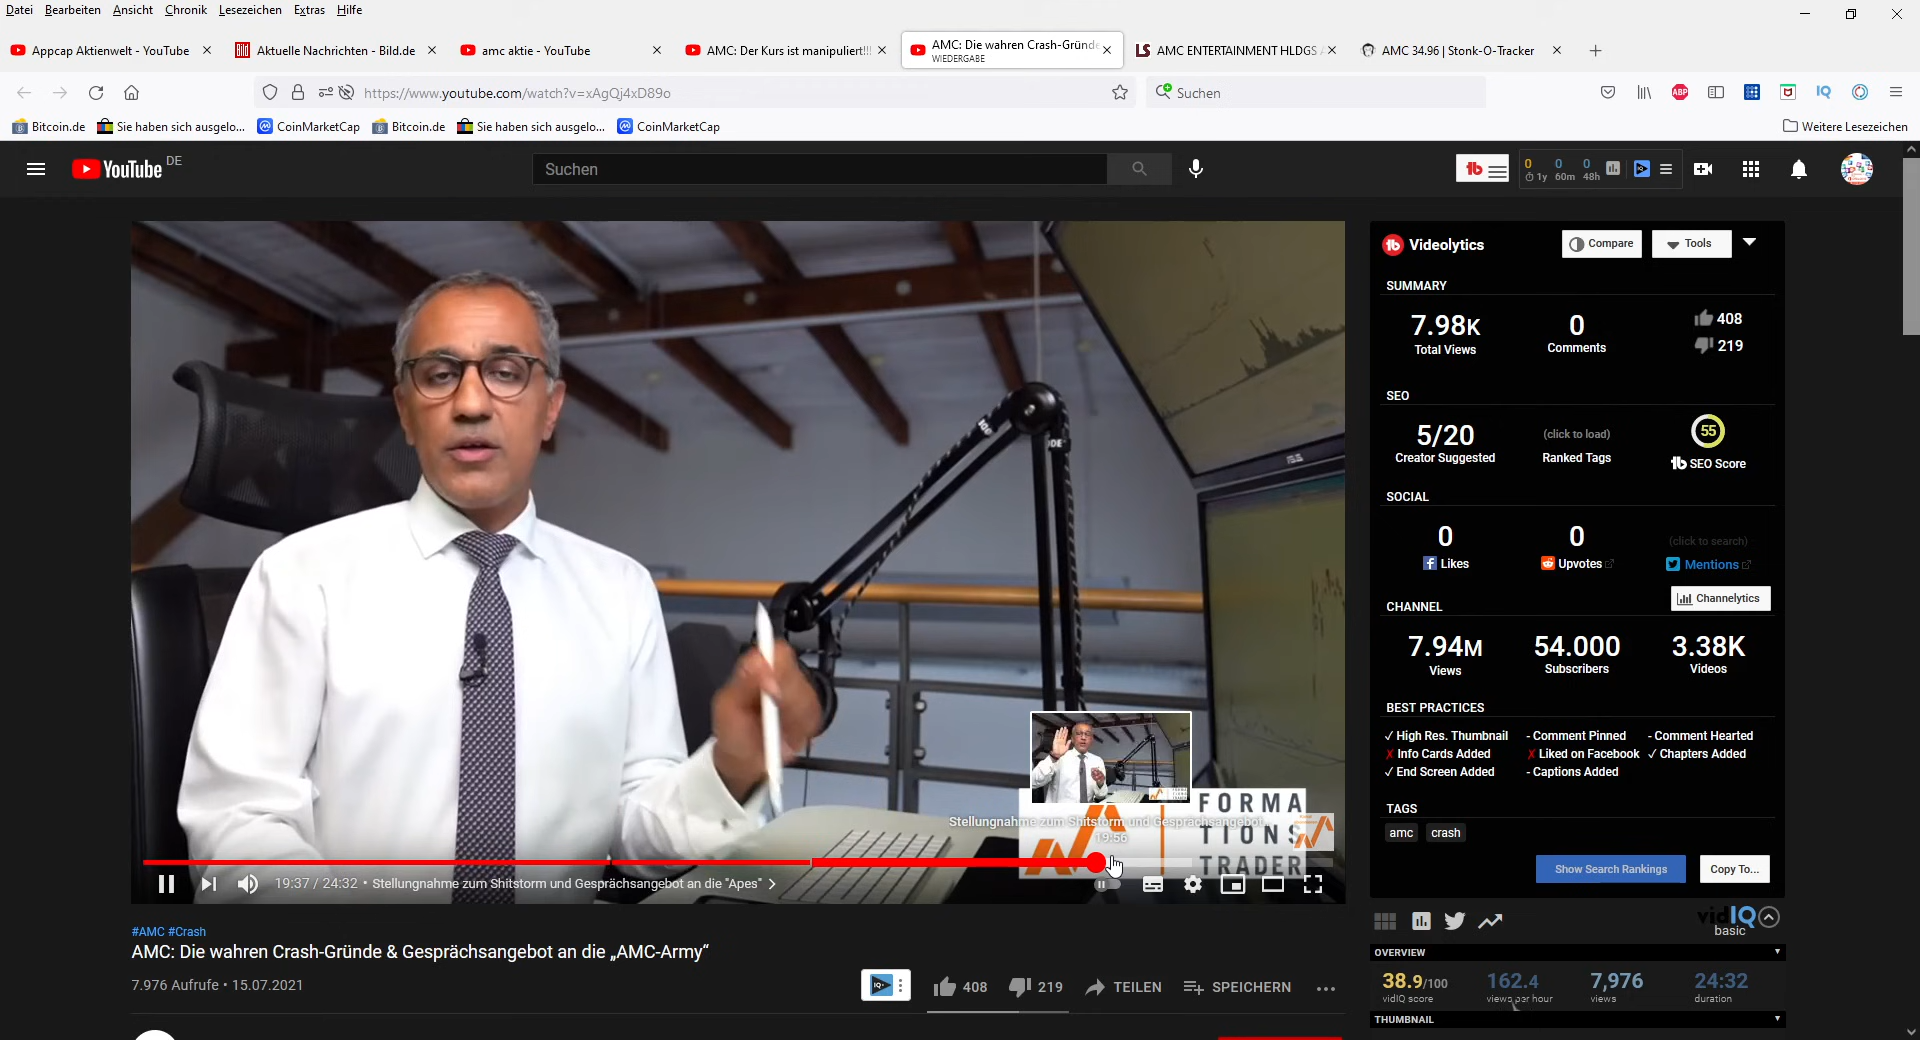 Datei Bearbeiten Ansicht Chronik Lesezeichen Extras Hilfe
Appcap Aktienwelt - YouTube
Aktuelle Nachrichten - Bild.de
amc aktie - YouTube
AMC: Der Kurs ist manipuliert!!!
AMC: Die wahren Crash-Gründe
WIEDERGABE
AMC ENTERTAINMENT HLDGS
AMC 34.96 | Stonk-O-Tracker
https://www.youtube.com/watch?v=xAgQj4xD89o
Suchen
ABP
IQ
Bitcoin.de
Sie haben sich ausgelo...
CoinMarketCap
Bitcoin.de
Sie haben sich ausgelo...
CoinMarketCap
Weitere Lesezeichen
YouTube DE
Suchen
0 0 0
1y 60m 48h
Videolytics
Compare
Tools
SUMMARY
7.98K
Total Views
0
Comments
408
219
SEO
5/20
Creator Suggested
(click to load)
Ranked Tags
55
SEO Score
SOCIAL
0
Likes
0
Upvotes
(click to search)
Mentions
Channelytics
CHANNEL
7.94M
Views
54.000
Subscribers
3.38K
Videos
BEST PRACTICES
✓ High Res. Thumbnail - Comment Pinned - Comment Hearted
✗ Info Cards Added ✗ Liked on Facebook ✓ Chapters Added
✓ End Screen Added - Captions Added
TAGS
amc crash
Show Search Rankings
Copy To...
FORMA
TIONS
TRADER
Stellungnahme zum Shitstorm und Gesprächsangebot...
19:56
19:37 / 24:32 • Stellungnahme zum Shitstorm und Gesprächsangebot an die "Apes"
#AMC #Crash
AMC: Die wahren Crash-Gründe & Gesprächsangebot an die „AMC-Army“
7.976 Aufrufe • 15.07.2021
408
219
TEILEN
SPEICHERN
vidIQ
basic
OVERVIEW
38.9/100
vidIQ score
162.4
views per hour
7,976
views
24:32
duration
THUMBNAIL